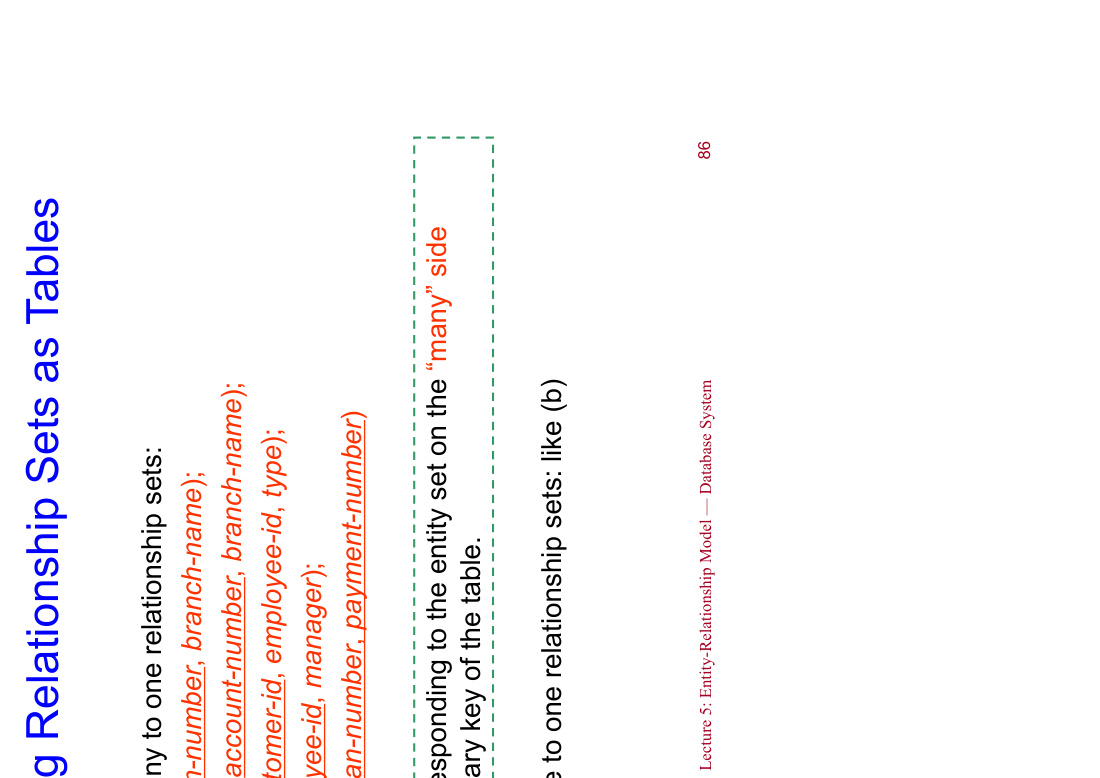 g Relationship Sets as Tables
ny to one relationship sets:
n-number, branch-name);
account-number, branch-name);
tomer-id, employee-id, type);
yee-id, manager);
an-number, payment-number)
esponding to the entity set on the “many” side
ary key of the table.
e to one relationship sets: like (b)
Lecture 5: Entity-Relationship Model — Database System
86